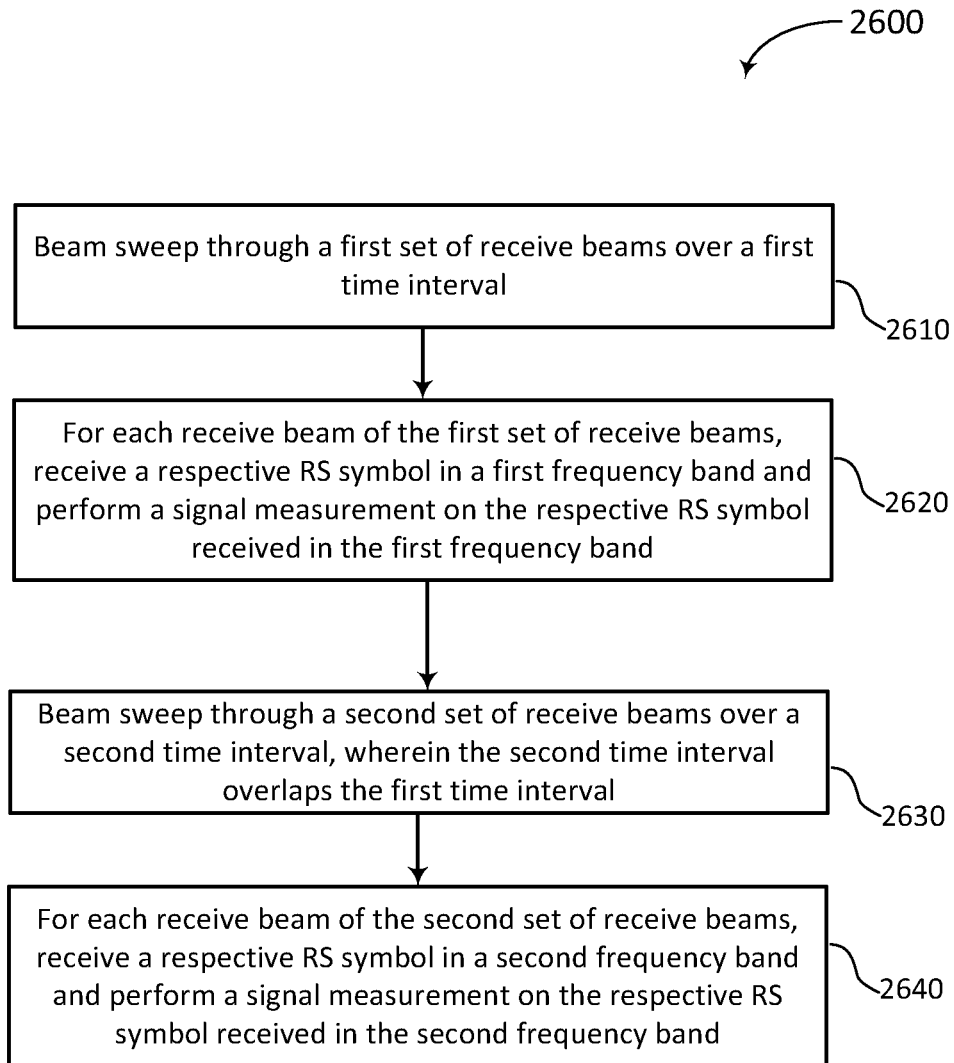 2600
Beam sweep through a first set of receive beams over a first
time interval
2610
For each receive beam of the first set of receive beams,
receive a respective RS symbol in a first frequency band and
perform a signal measurement on the respective RS symbol
received in the first frequency band
2620
Beam sweep through a second set of receive beams over a
second time interval, wherein the second time interval
overlaps the first time interval
2630
For each receive beam of the second set of receive beams,
receive a respective RS symbol in a second frequency band
and perform a signal measurement on the respective RS
symbol received in the second frequency band
2640